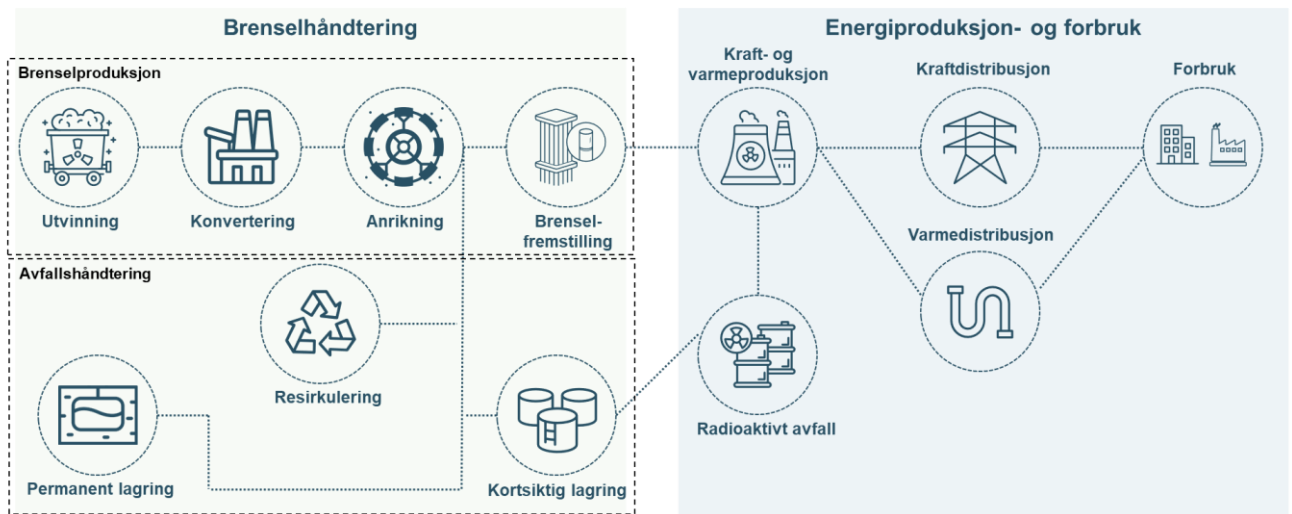 Brenselhåndtering
Brenselproduksjon
Utvinning
Konvertering
Anrikning
Brensel-
fremstilling
Avfallshåndtering
Resirkulering
Permanent lagring
Kortsiktig lagring
Energiproduksjon- og forbruk
Kraft- og
varmeproduksjon
Kraftdistribusjon
Forbruk
Varmedistribusjon
Radioaktivt avfall